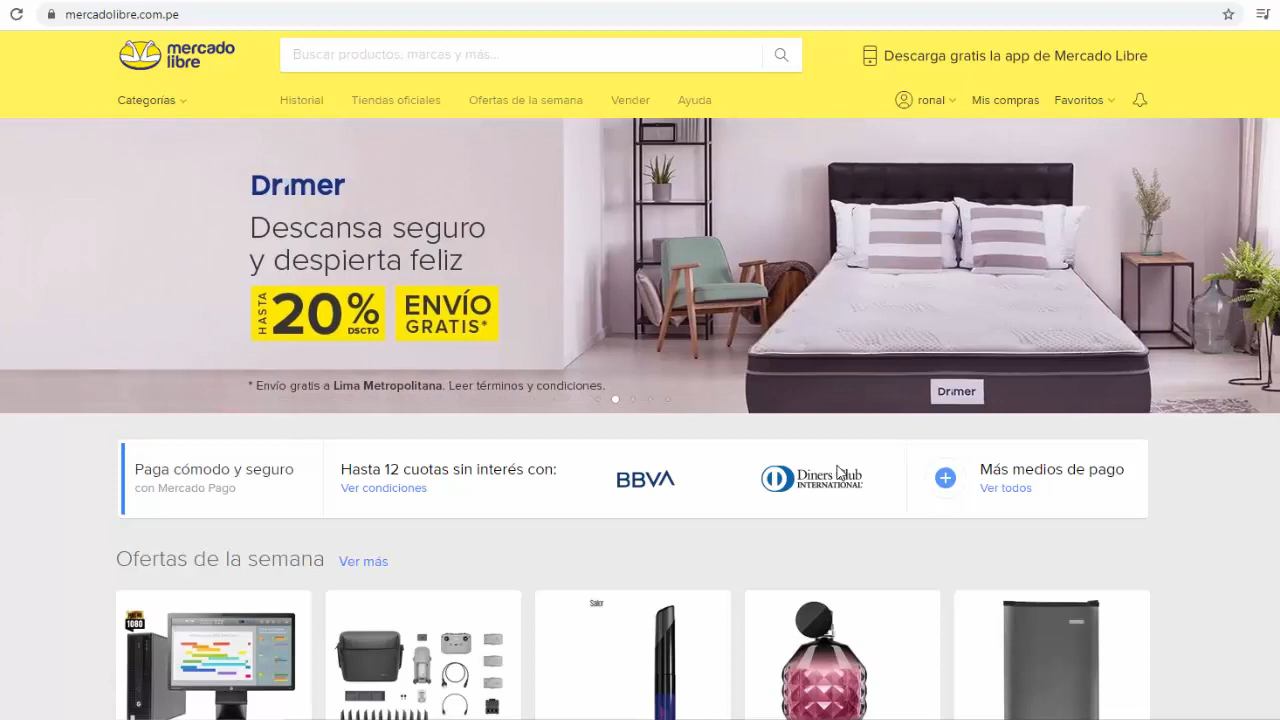 mercadolibre.com.pe
mercado
libre
Buscar productos, marcas y más...
Descarga gratis la app de Mercado Libre
Categorías
Historial
Tiendas oficiales
Ofertas de la semana
Vender
Ayuda
ronal
Mis compras
Favoritos
Drimer
Descansa seguro
y despierta feliz
HASTA
20%
DSCTO
ENVÍO
GRATIS*
* Envío gratis a Lima Metropolitana. Leer términos y condiciones.
Drimer
Paga cómodo y seguro
con Mercado Pago
Hasta 12 cuotas sin interés con:
Ver condiciones
BBVA
Diners Club
INTERNATIONAL
Más medios de pago
Ver todos
Ofertas de la semana
Ver más
1080